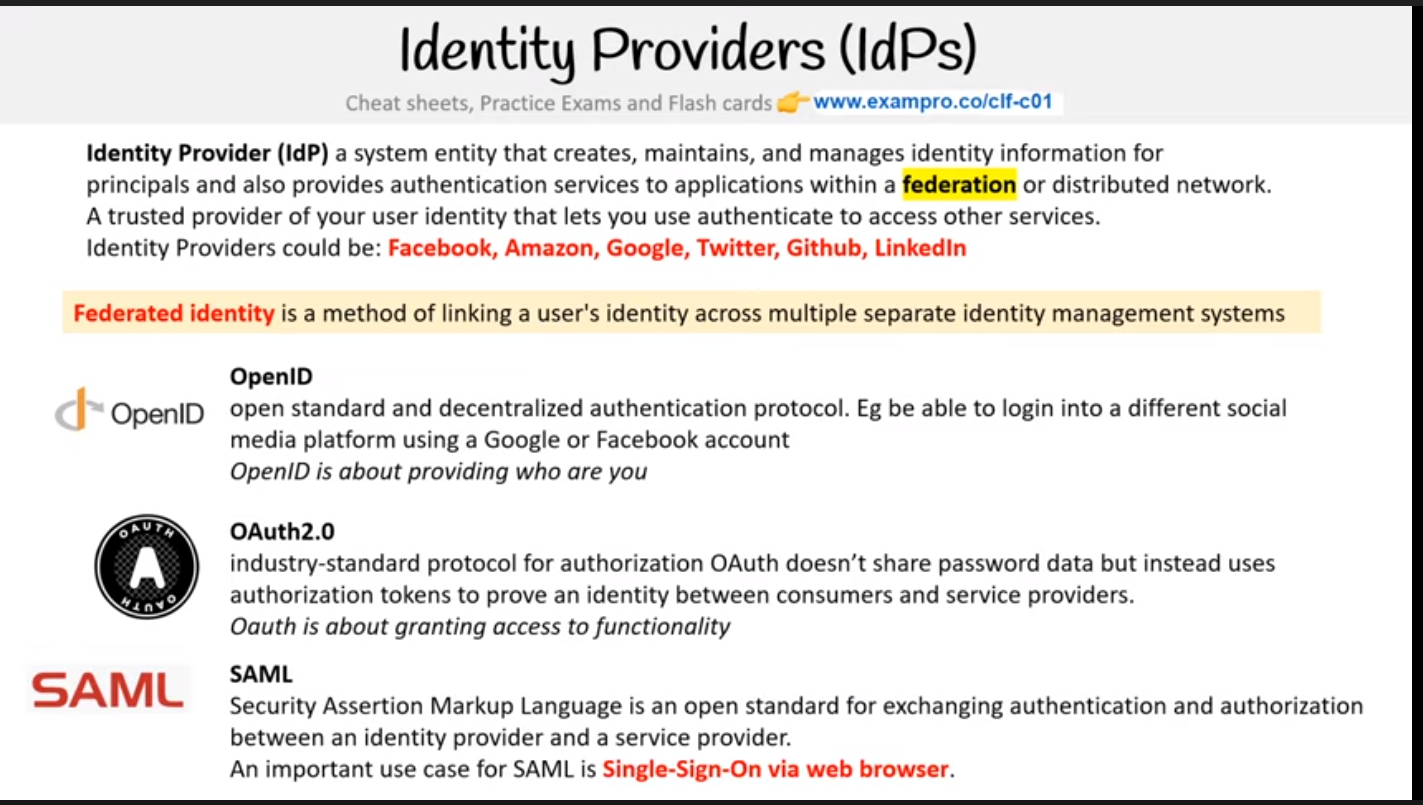 Identity Providers (IdPs)
Cheat sheets, Practice Exams and Flash cards 👉 www.exampro.co/clf-c01
Identity Provider (IdP) a system entity that creates, maintains, and manages identity information for
principals and also provides authentication services to applications within a federation or distributed network.
A trusted provider of your user identity that lets you use authenticate to access other services.
Identity Providers could be: Facebook, Amazon, Google, Twitter, Github, LinkedIn
Federated identity is a method of linking a user's identity across multiple separate identity management systems
OpenID
OpenID
open standard and decentralized authentication protocol. Eg be able to login into a different social
media platform using a Google or Facebook account
OpenID is about providing who are you
OAUTH
A
OAUTH
OAuth2.0
industry-standard protocol for authorization OAuth doesn’t share password data but instead uses
authorization tokens to prove an identity between consumers and service providers.
Oauth is about granting access to functionality
SAML
SAML
Security Assertion Markup Language is an open standard for exchanging authentication and authorization
between an identity provider and a service provider.
An important use case for SAML is Single-Sign-On via web browser.